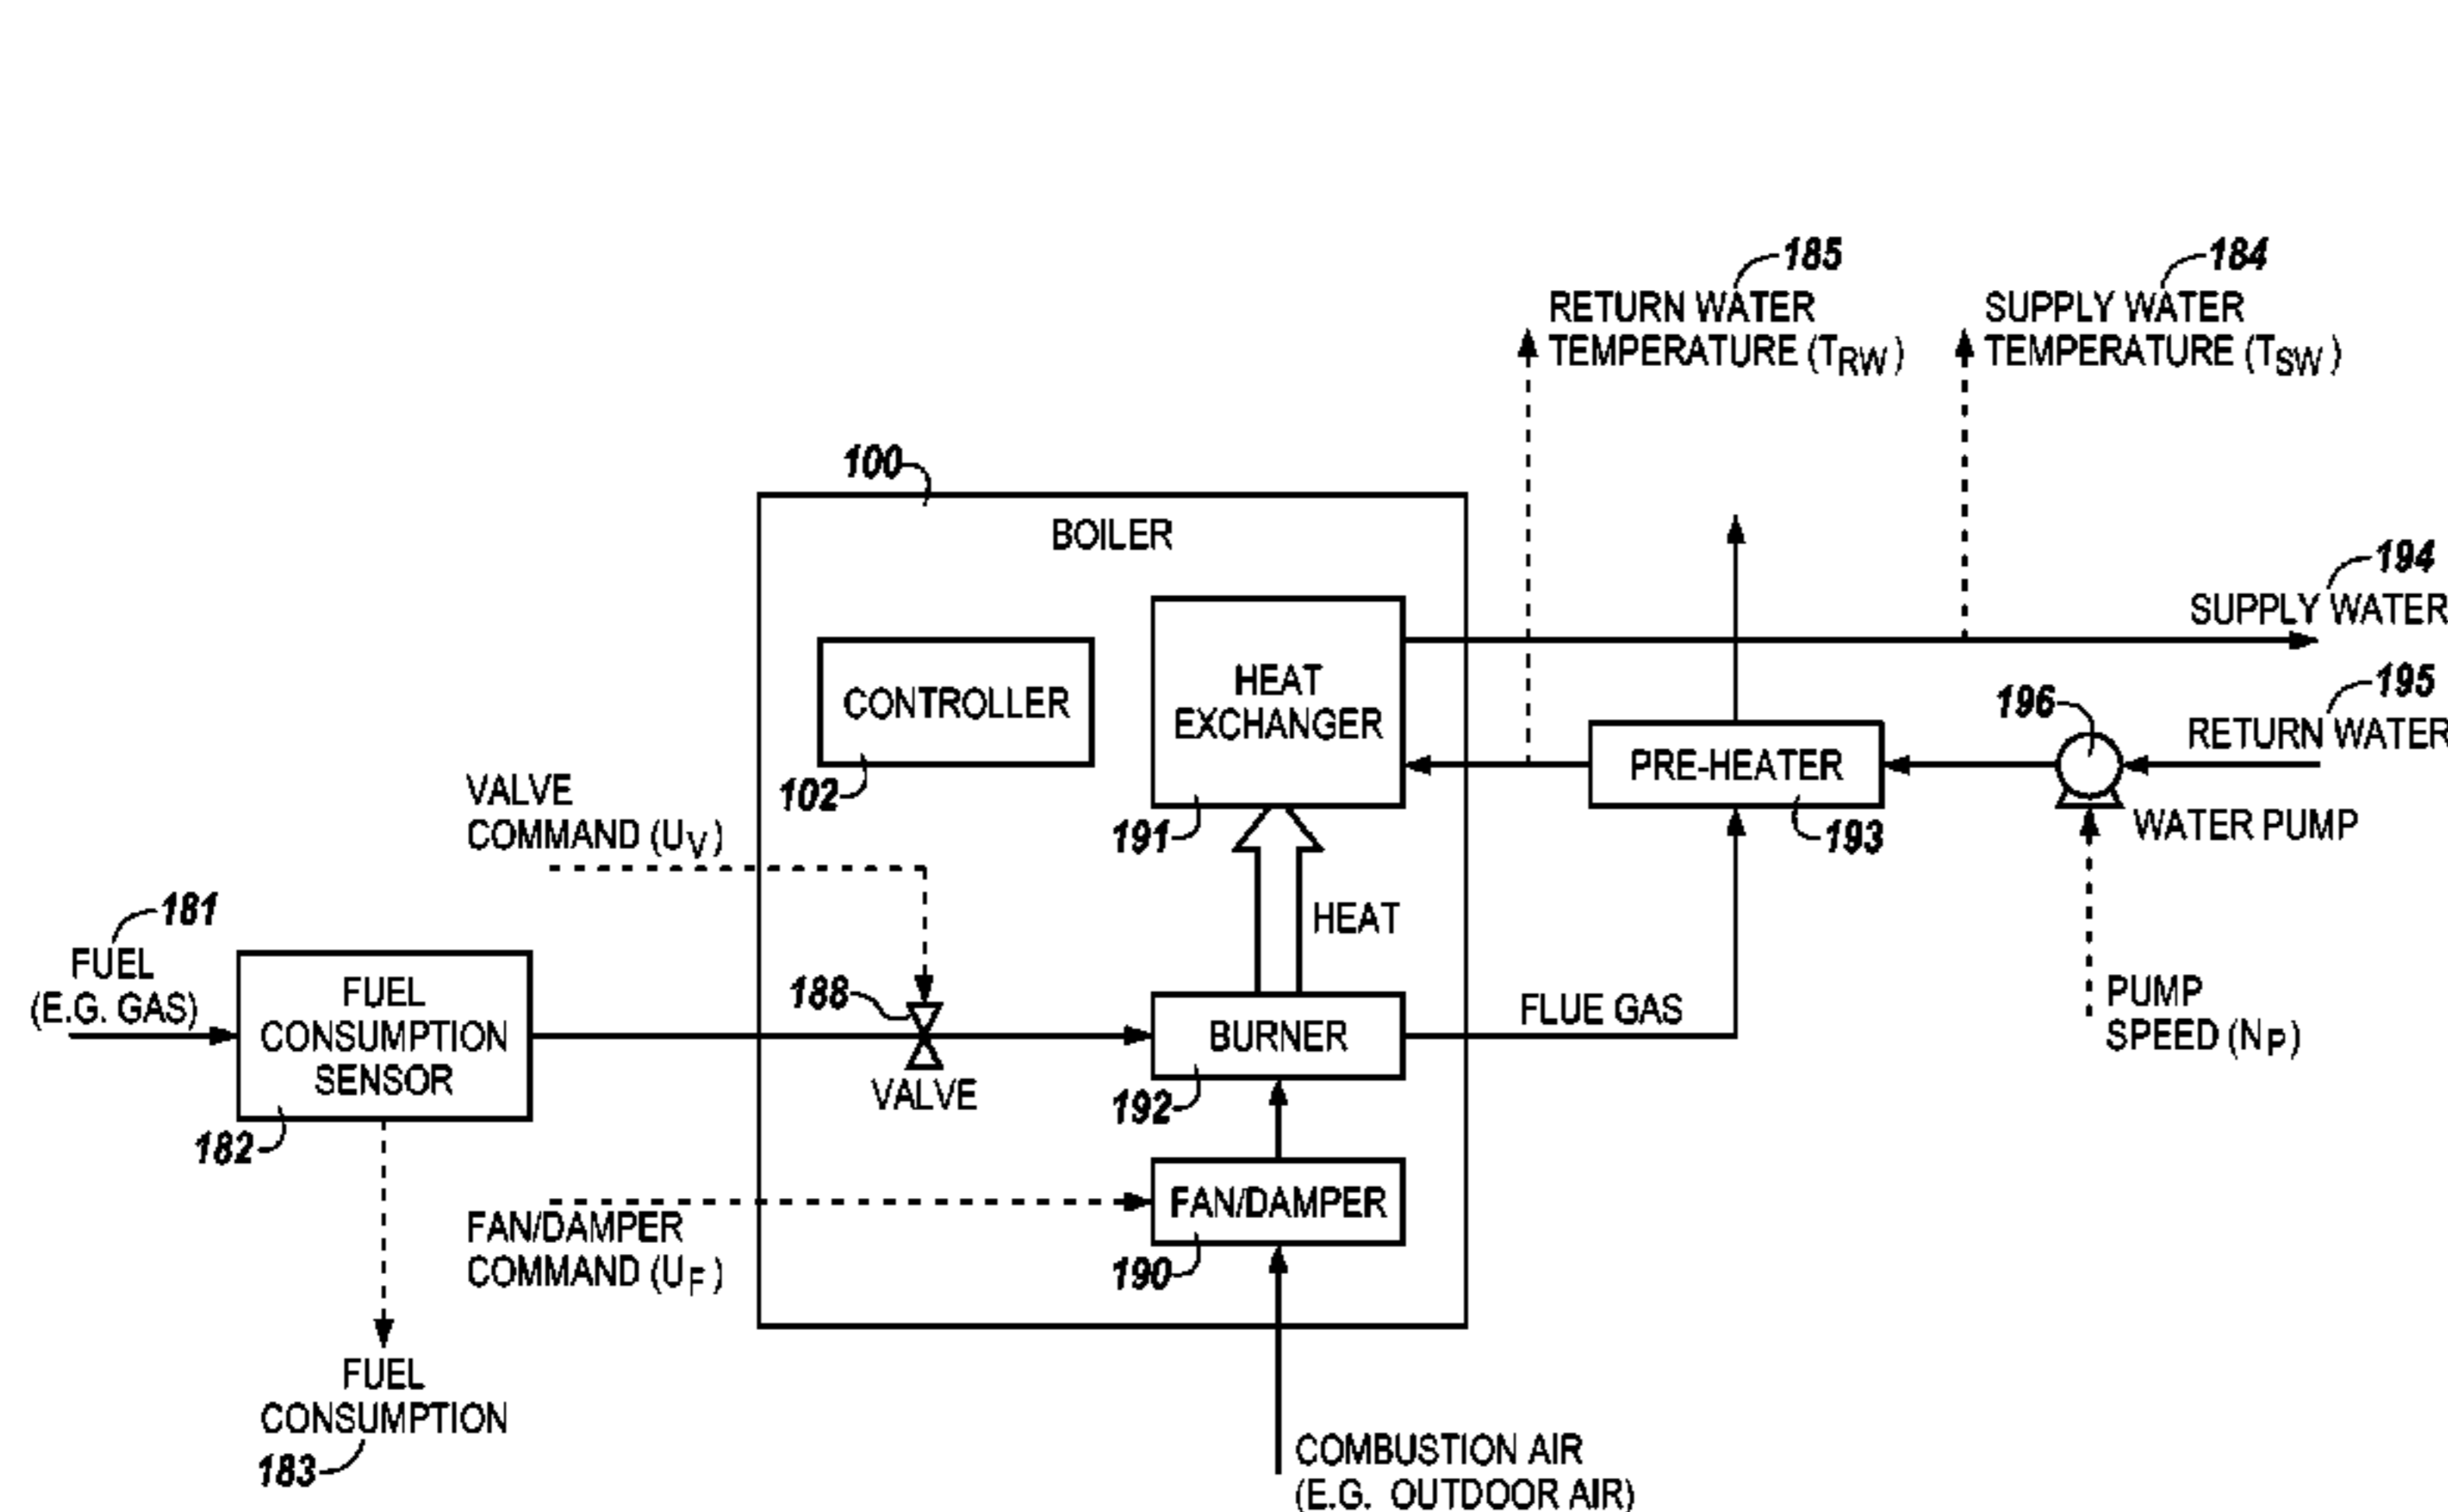 185
RETURN WATER
TEMPERATURE (TRW)
184
SUPPLY WATER
TEMPERATURE (TSW)
100
BOILER
194
SUPPLY WATER
CONTROLLER
102
HEAT
EXCHANGER
191
195
RETURN WATER
196
WATER PUMP
PRE-HEATER
193
VALVE
COMMAND (UV)
181
FUEL
(E.G. GAS)
FUEL
CONSUMPTION
SENSOR
182
188
VALVE
HEAT
BURNER
192
FLUE GAS
PUMP
SPEED (NP)
FAN/DAMPER
COMMAND (UF)
FAN/DAMPER
190
FUEL
CONSUMPTION
183
COMBUSTION AIR
(E.G. OUTDOOR AIR)